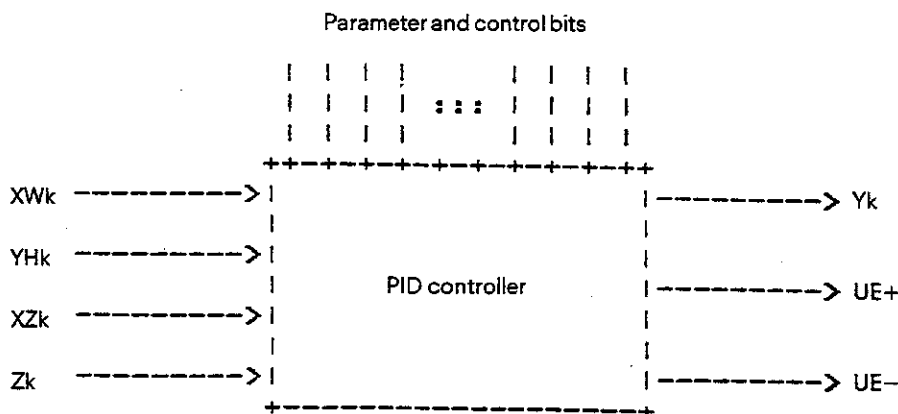 Parameter and control bits
XWk
YHk
XZk
Zk
PID controller
Yk
UE+
UE−